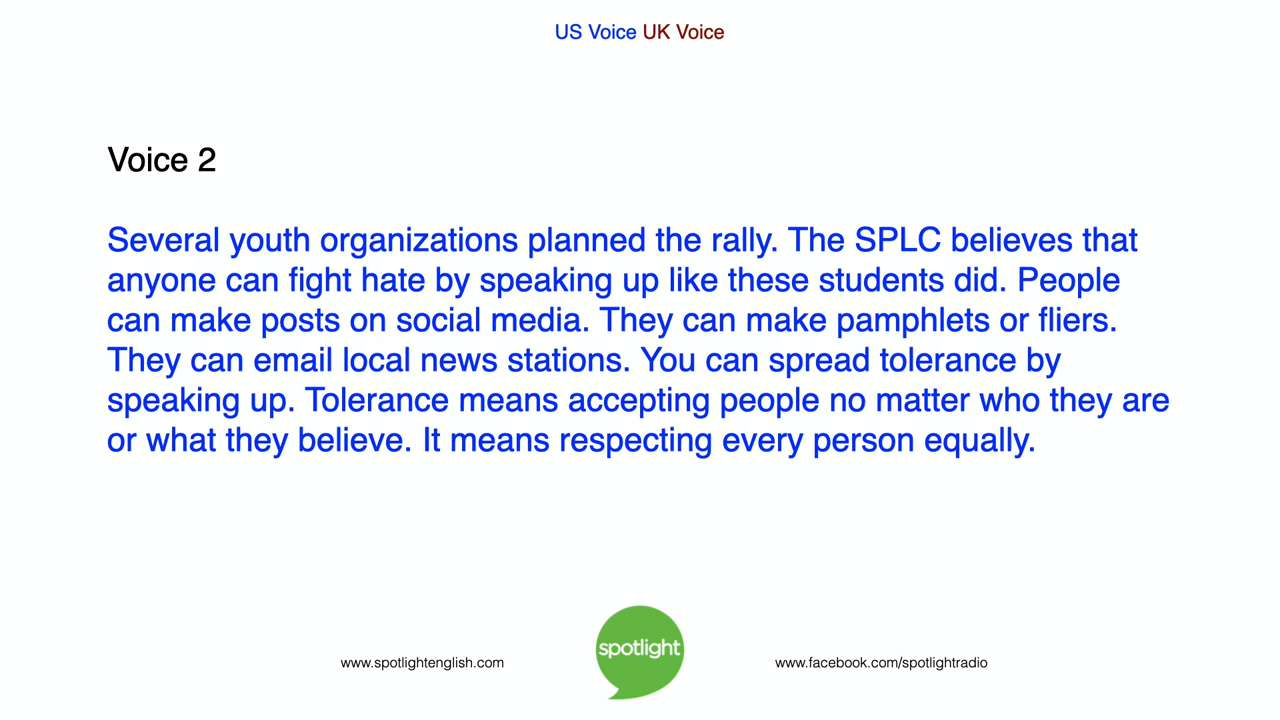 US Voice UK Voice
Voice 2
Several youth organizations planned the rally. The SPLC believes that
anyone can fight hate by speaking up like these students did. People
can make posts on social media. They can make pamphlets or fliers.
They can email local news stations. You can spread tolerance by
speaking up. Tolerance means accepting people no matter who they are
or what they believe. It means respecting every person equally.
spotlight
www.spotlightenglish.com
www.facebook.com/spotlightradio